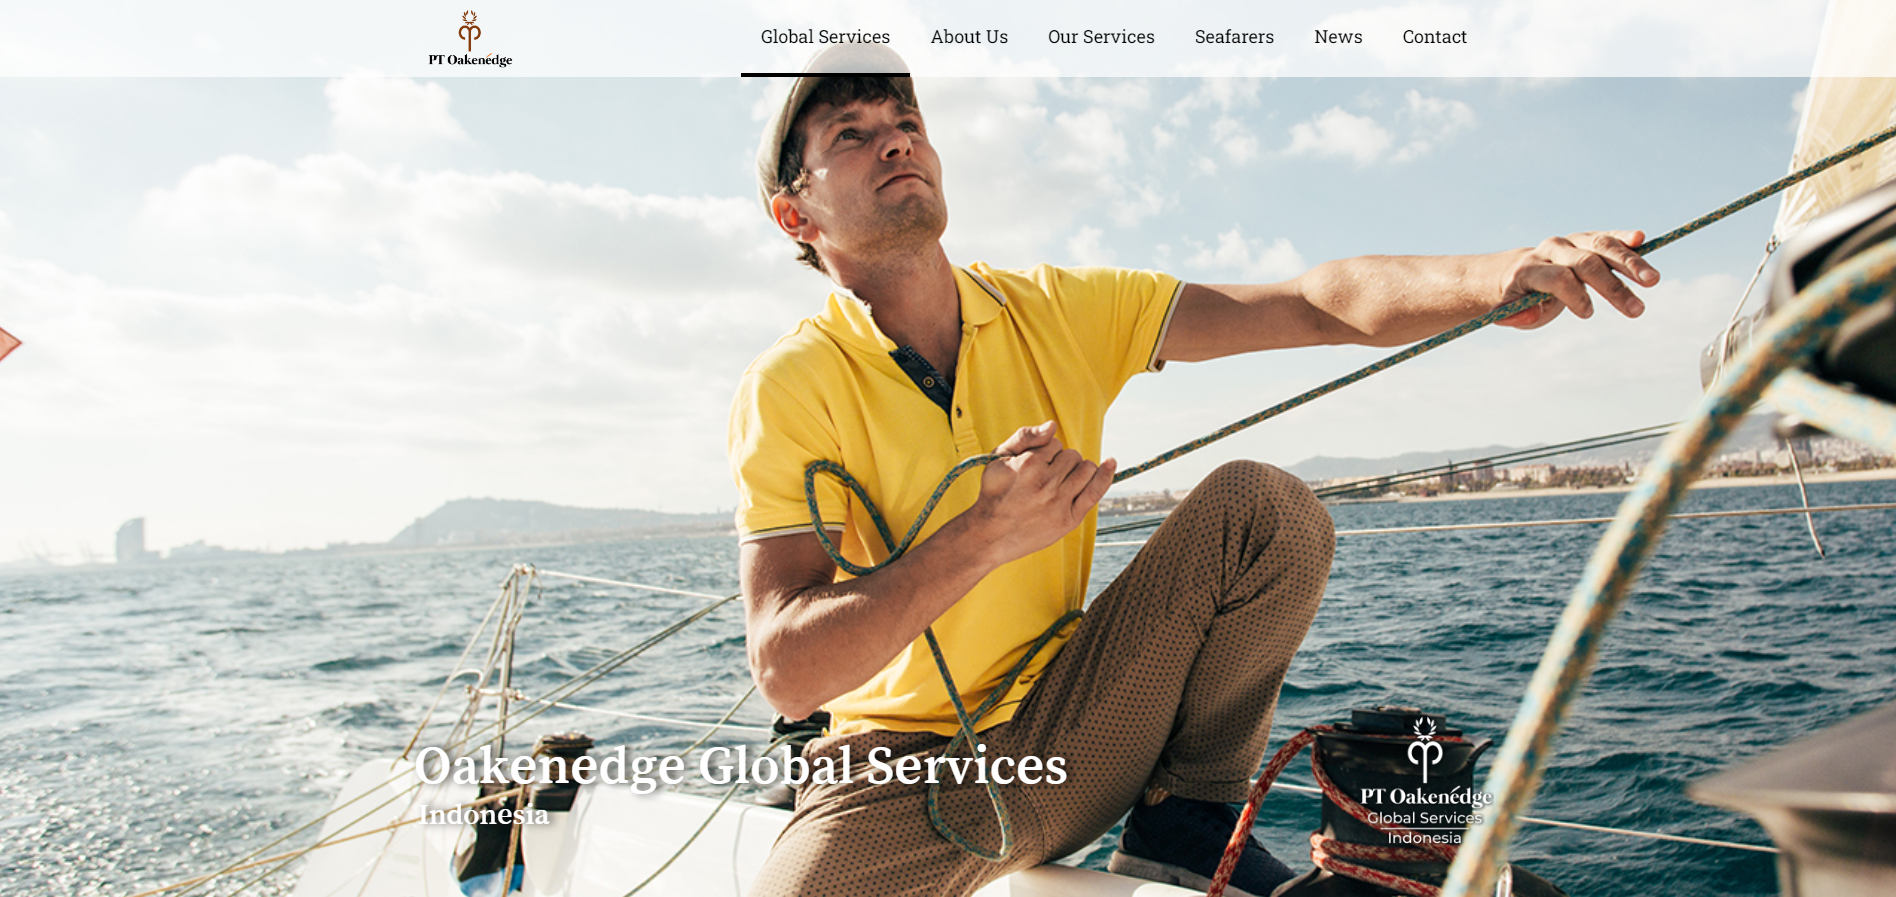 PT Oakenédge
Global Services
About Us
Our Services
Seafarers
News
Contact
Oakenedge Global Services
Indonesia
PT Oakenédge
Global Services
Indonesia